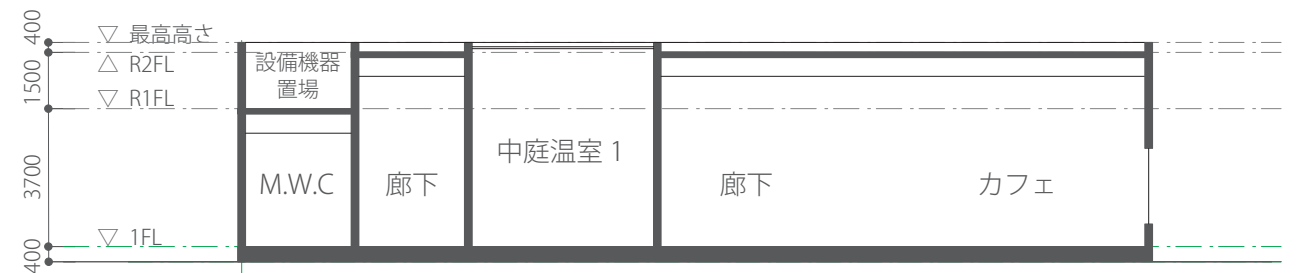 400
▽ 最高高さ
1500
△ R2FL
設備機器
置場
▽ R1FL
3700
中庭温室 1
M.W.C
廊下
廊下
カフェ
▽ 1FL
400